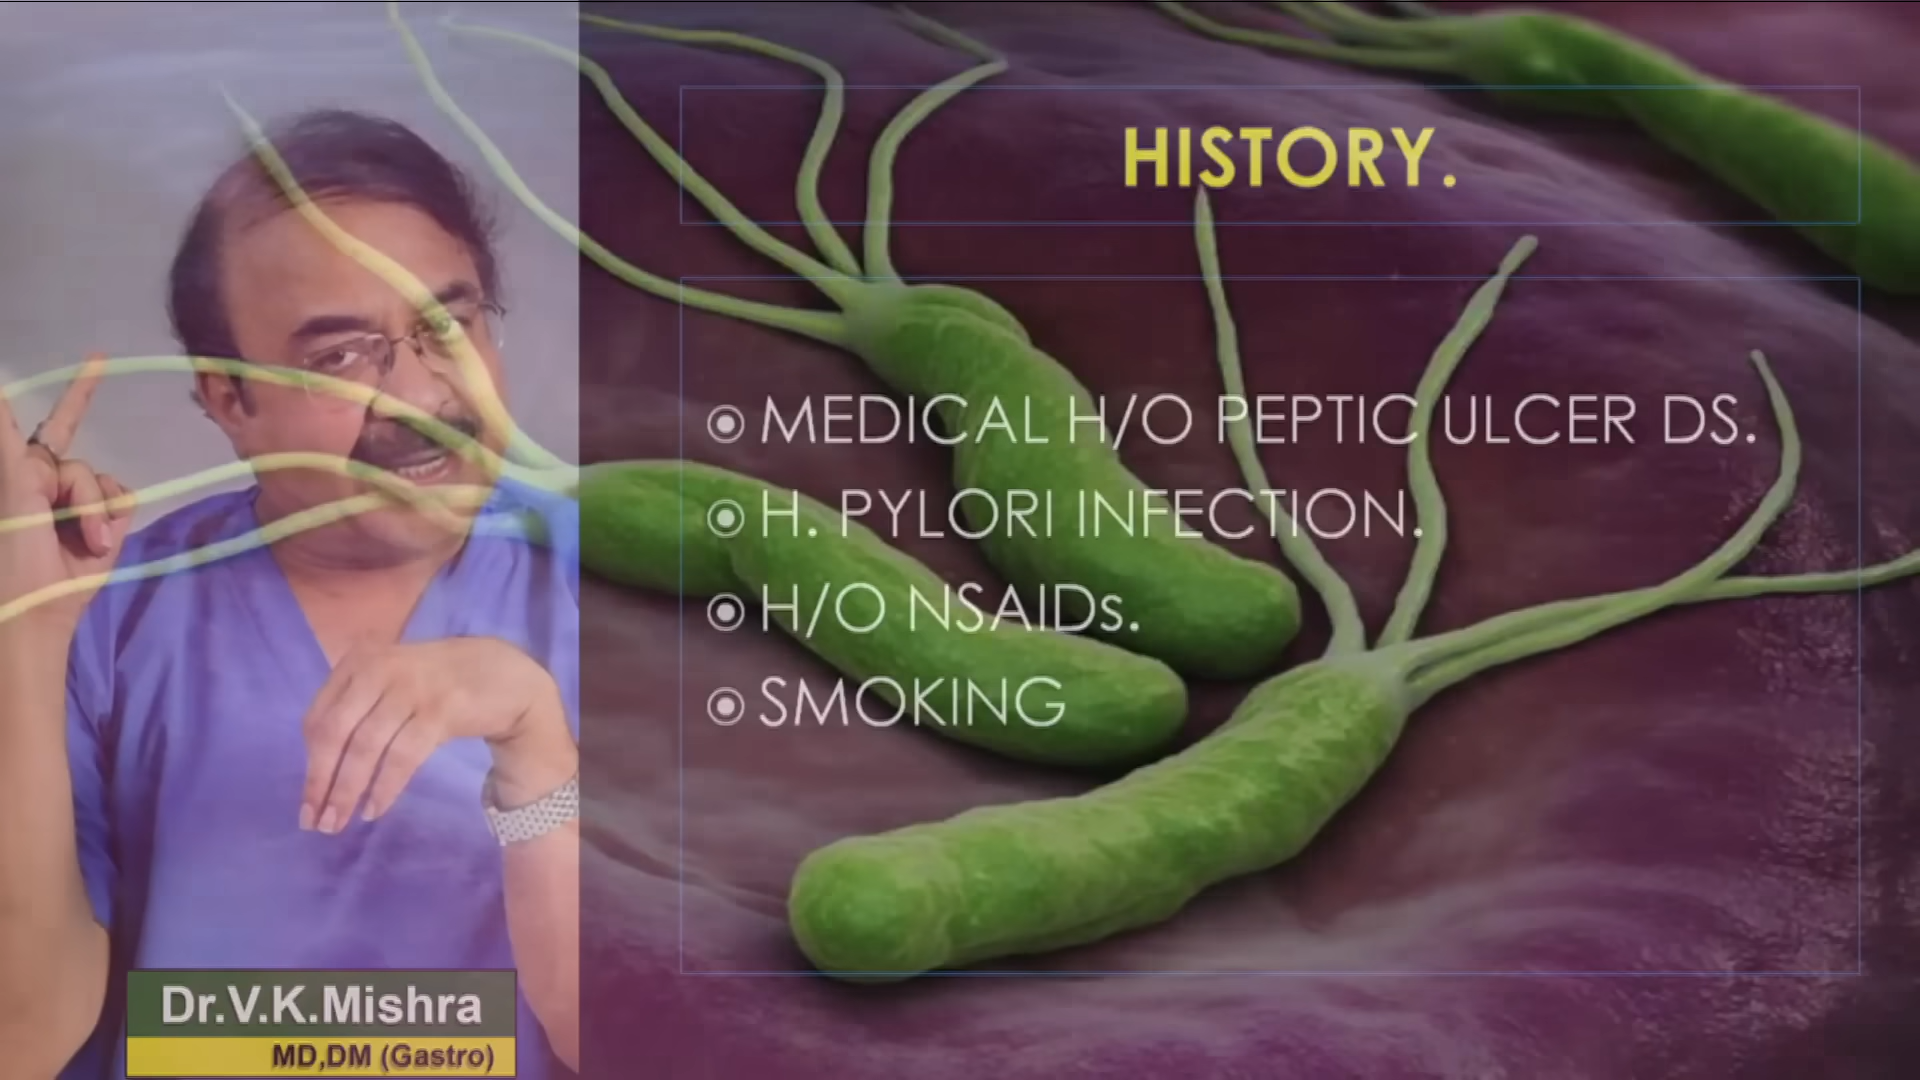 HISTORY.
MEDICAL H/O PEPTIC ULCER DS.
H. PYLORI INFECTION.
H/O NSAIDs.
SMOKING
Dr.V.K.Mishra
MD,DM (Gastro)